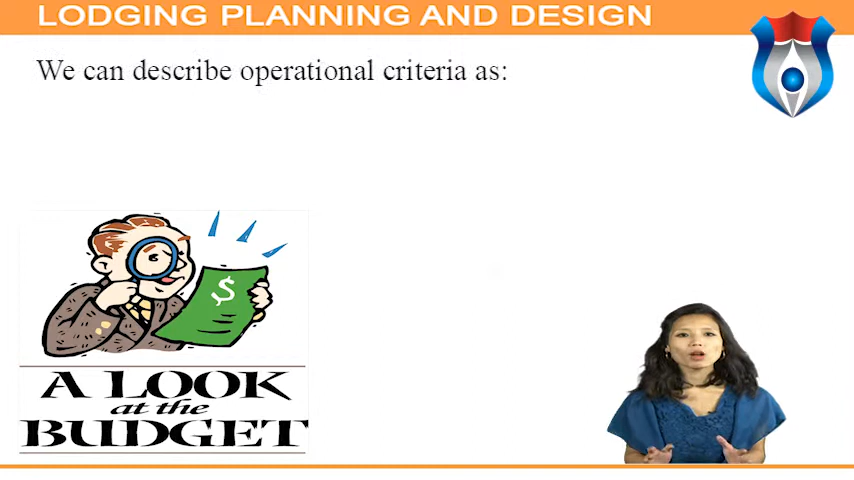 LODGING PLANNING AND DESIGN
We can describe operational criteria as:
$
A LOOK
at the
BUDGET